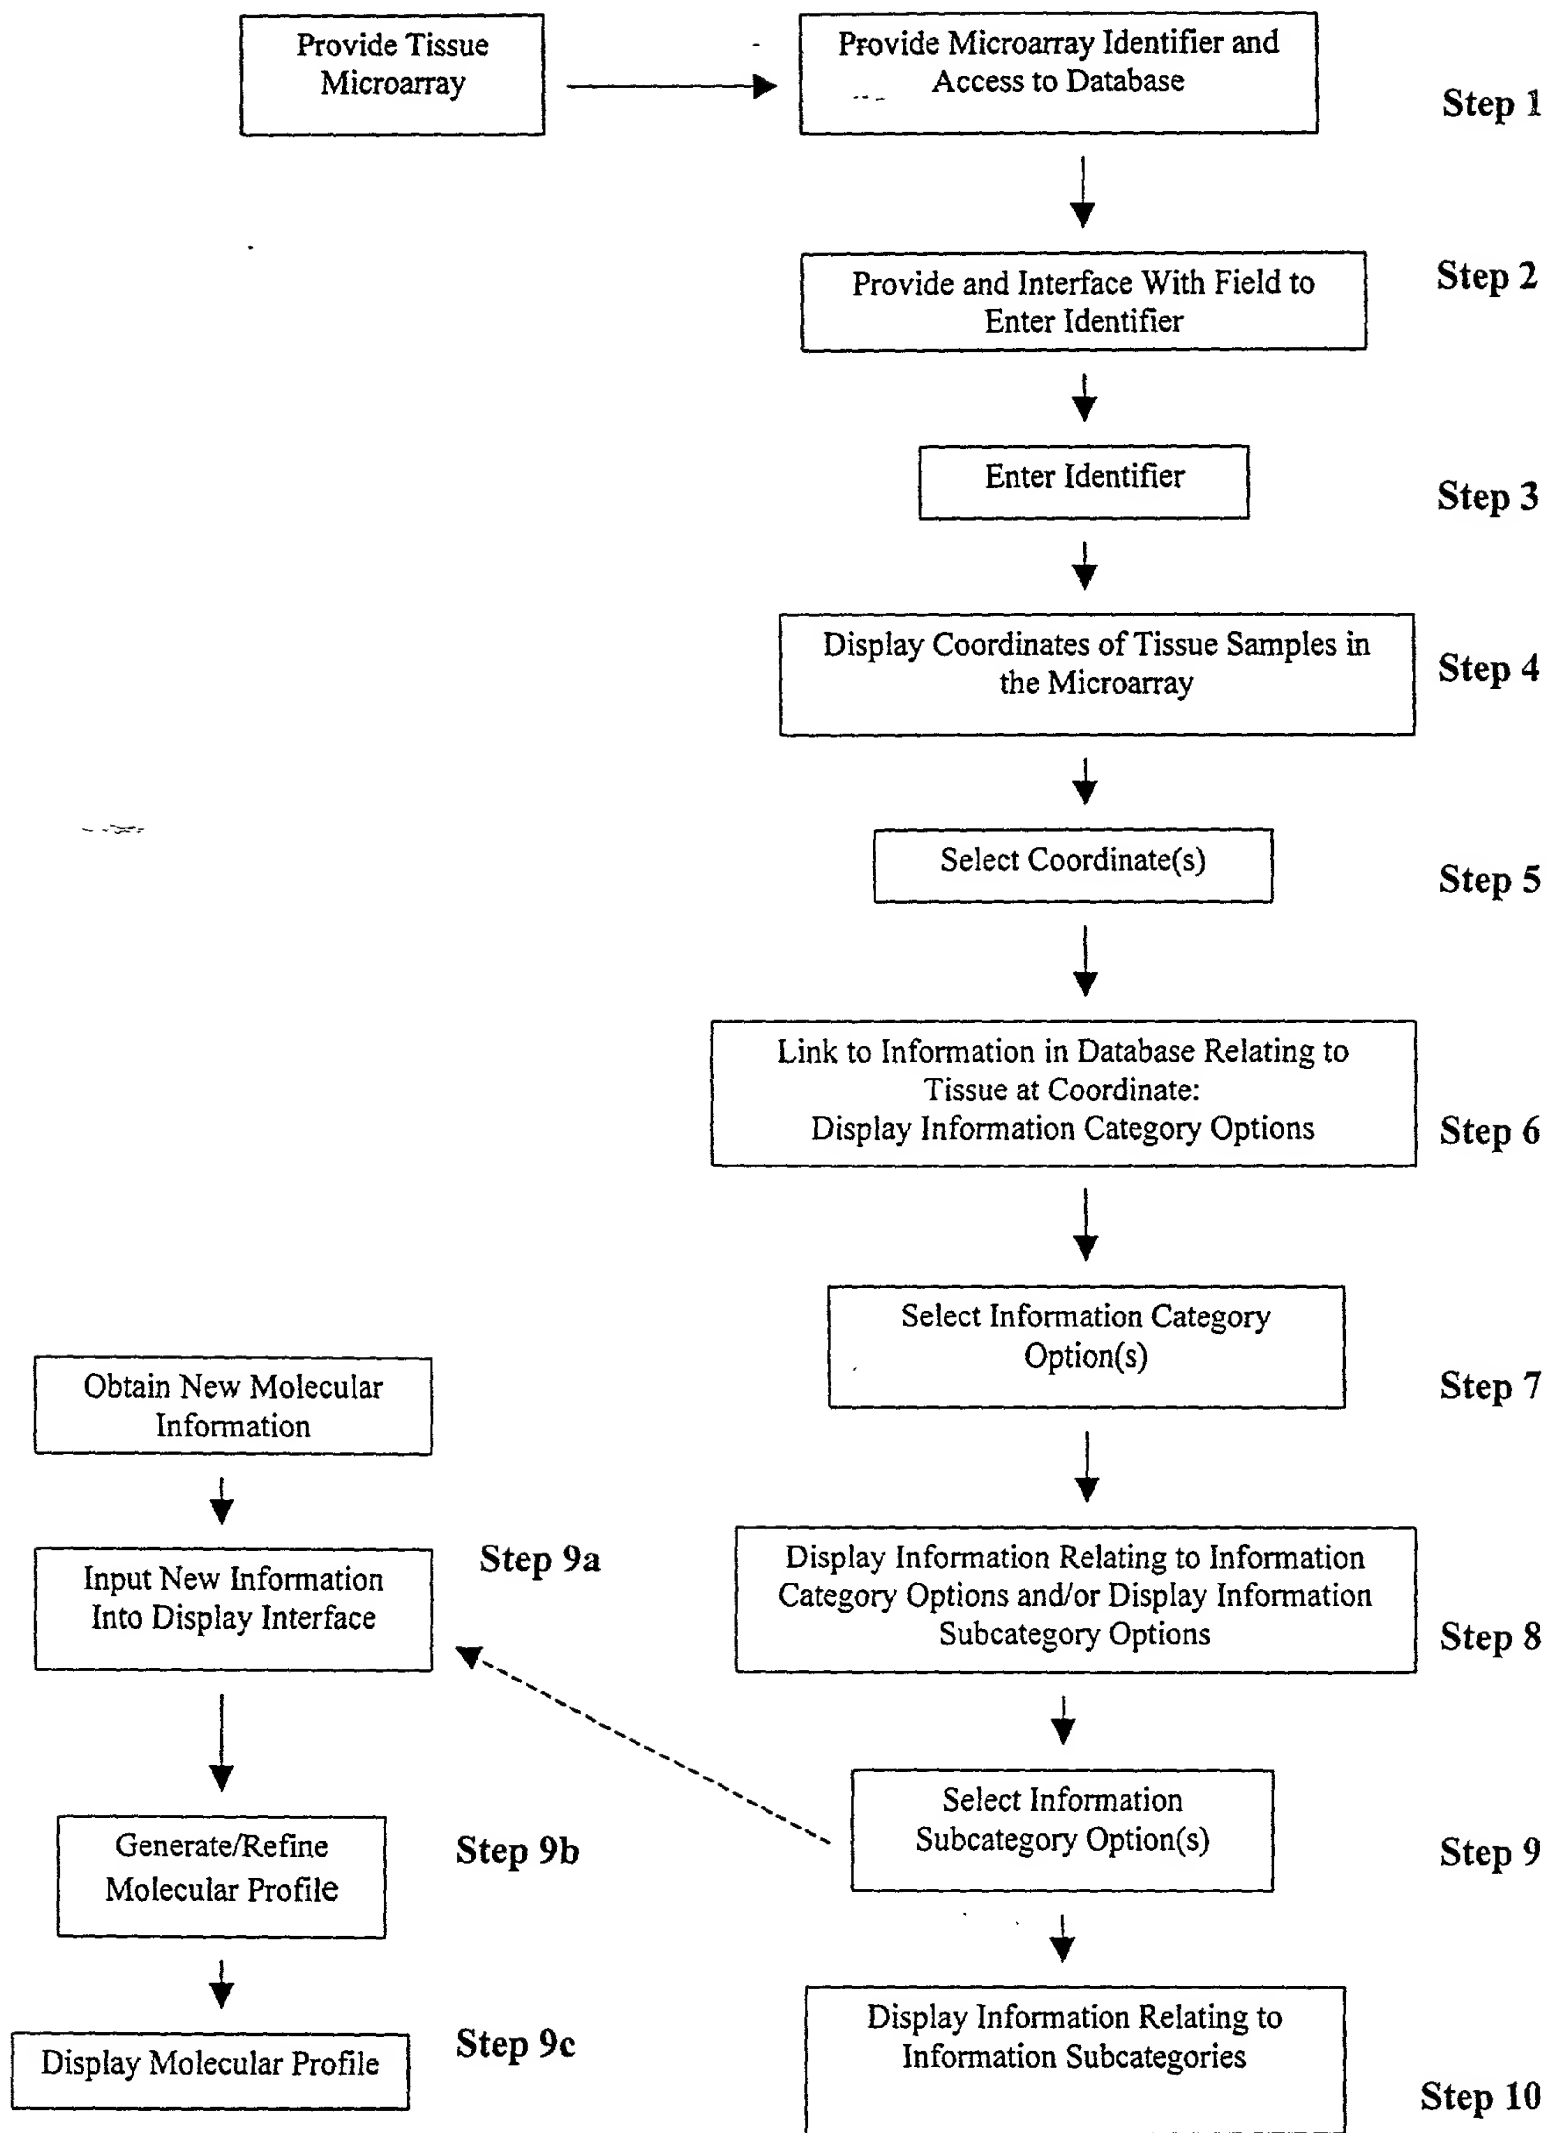 Provide Tissue
Microarray
Provide Microarray Identifier and
Access to Database
Step 1
Provide and Interface With Field to
Enter Identifier
Step 2
Enter Identifier
Step 3
Display Coordinates of Tissue Samples in
the Microarray
Step 4
Select Coordinate(s)
Step 5
Link to Information in Database Relating to
Tissue at Coordinate:
Display Information Category Options
Step 6
Select Information Category
Option(s)
Step 7
Display Information Relating to Information
Category Options and/or Display Information
Subcategory Options
Step 8
Select Information
Subcategory Option(s)
Step 9
Obtain New Molecular
Information
Input New Information
Into Display Interface
Step 9a
Generate/Refine
Molecular Profile
Step 9b
Display Molecular Profile
Step 9c
Display Information Relating to
Information Subcategories
Step 10